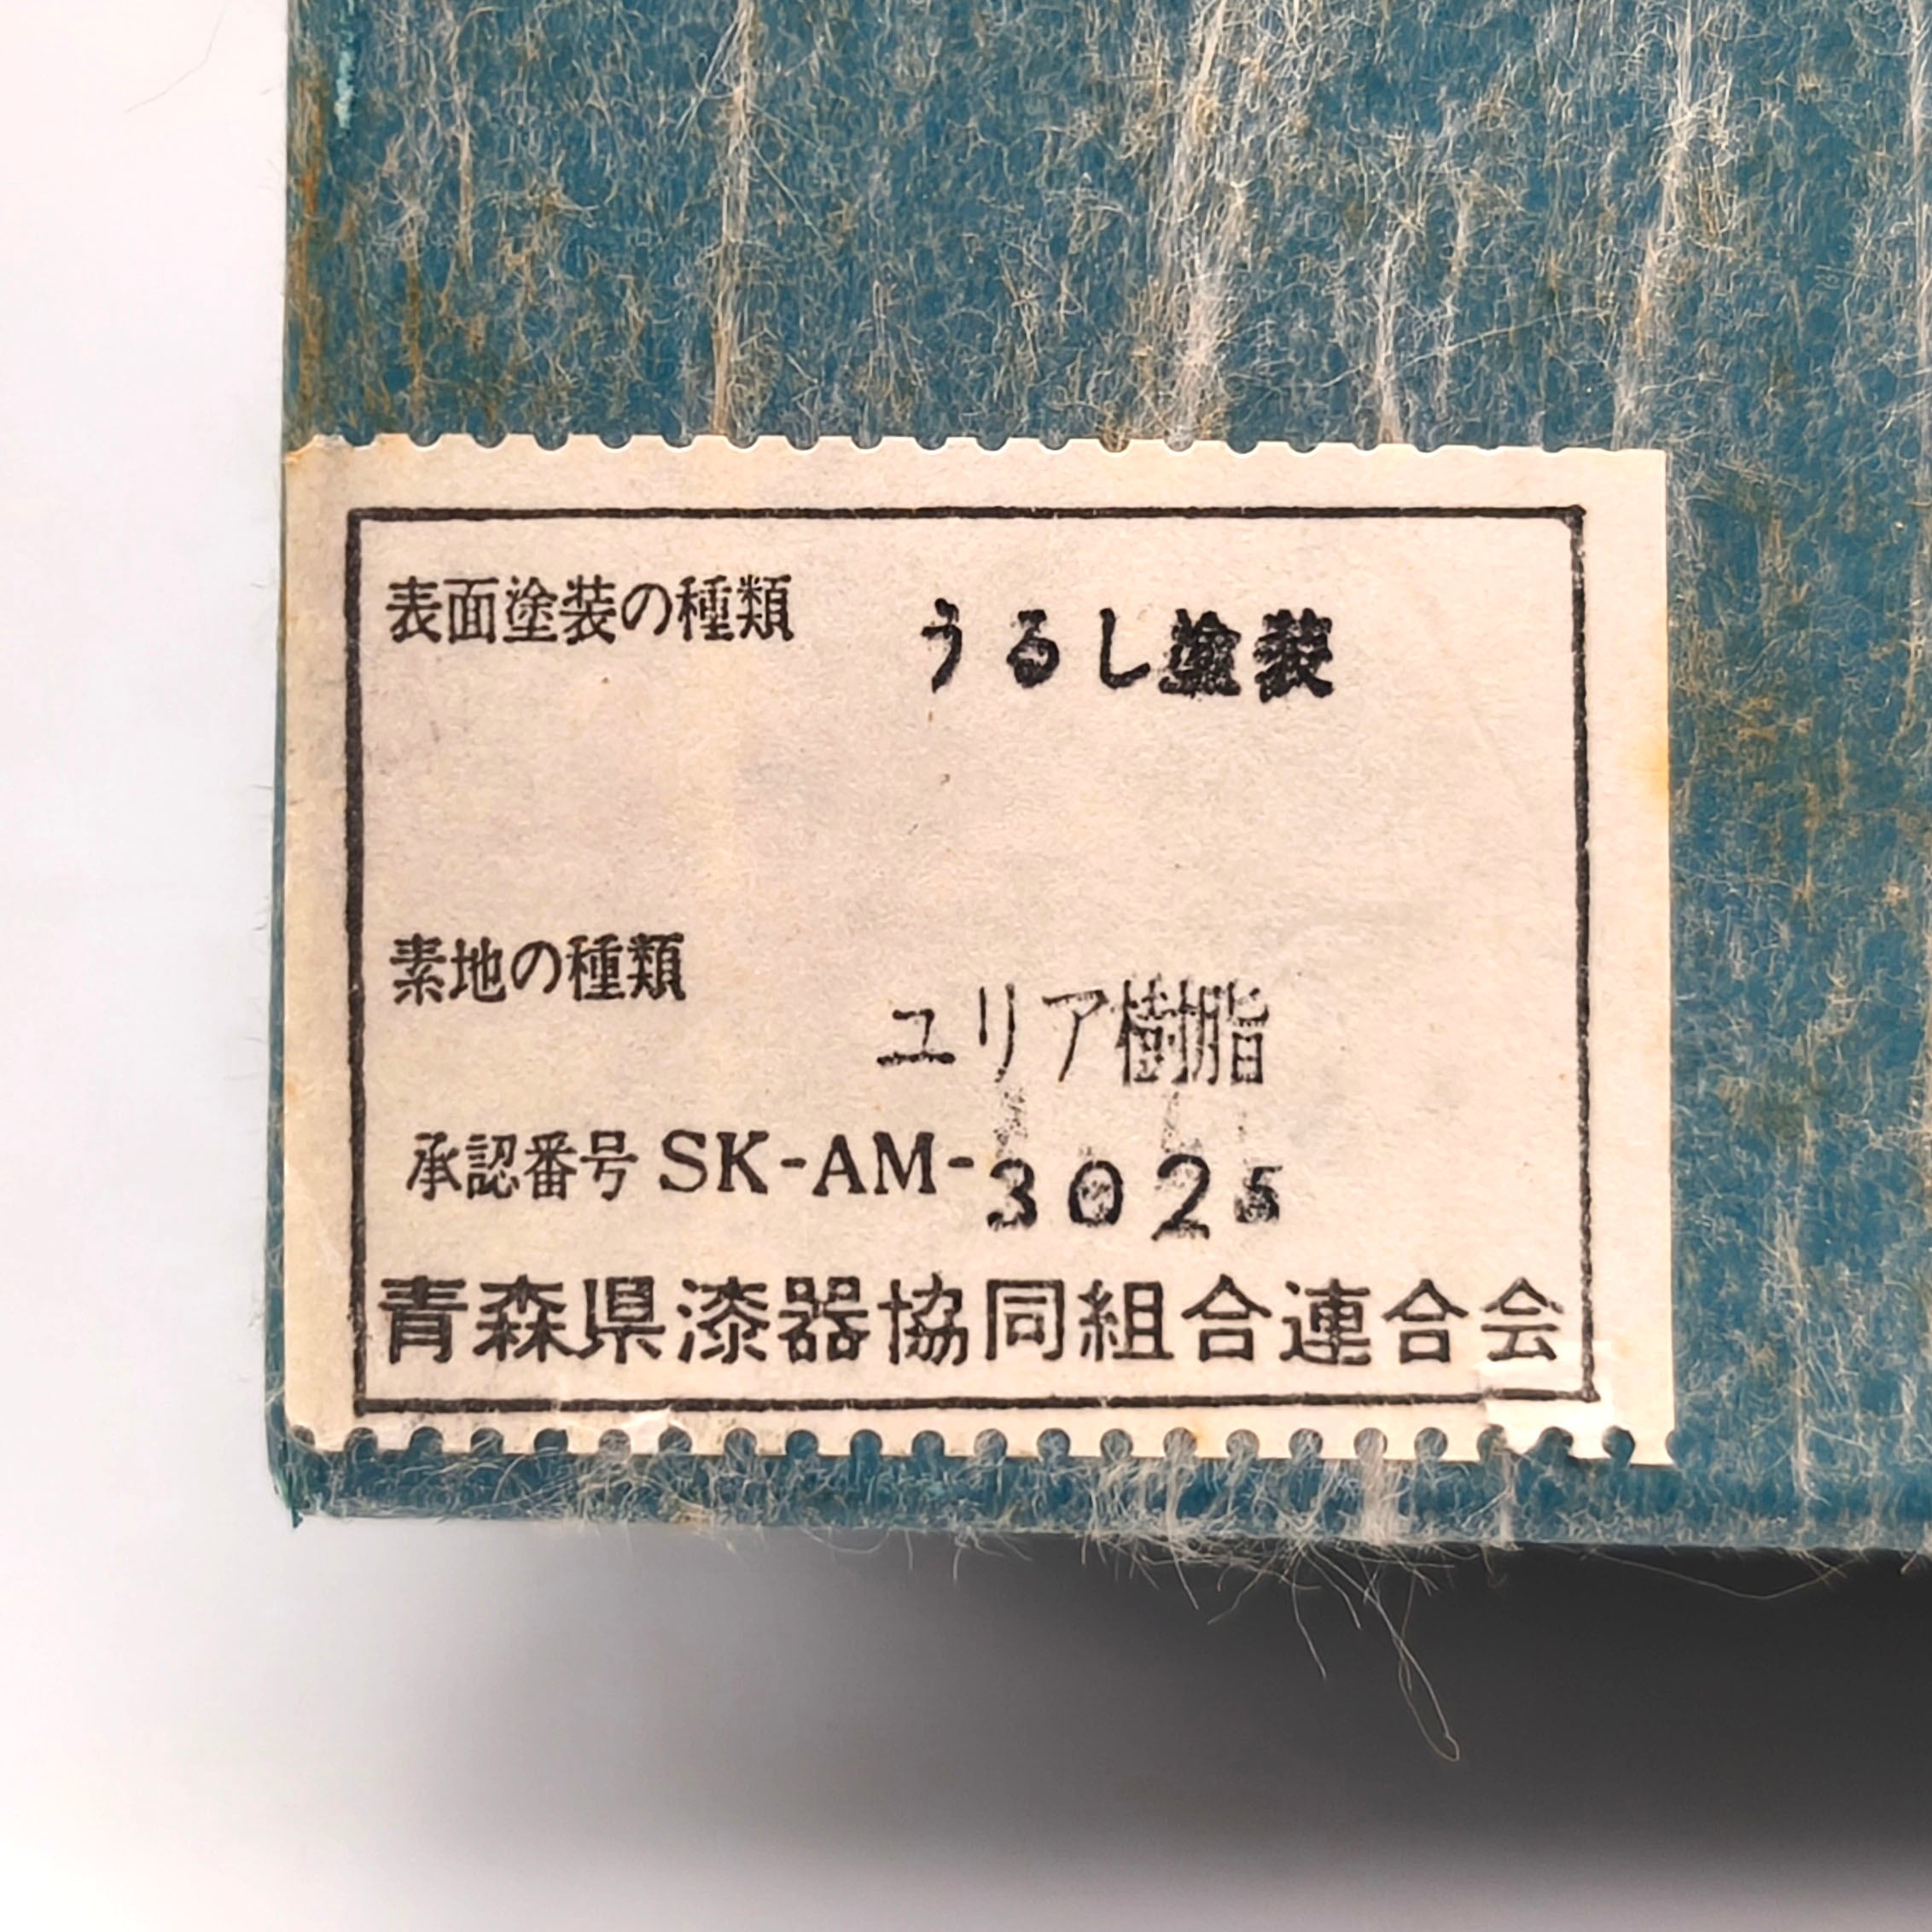 表面塗装の種類 うるし塗装
素地の種類
ユリア樹脂
承認番号 SK-AM-3025
青森県漆器協同組合連合会